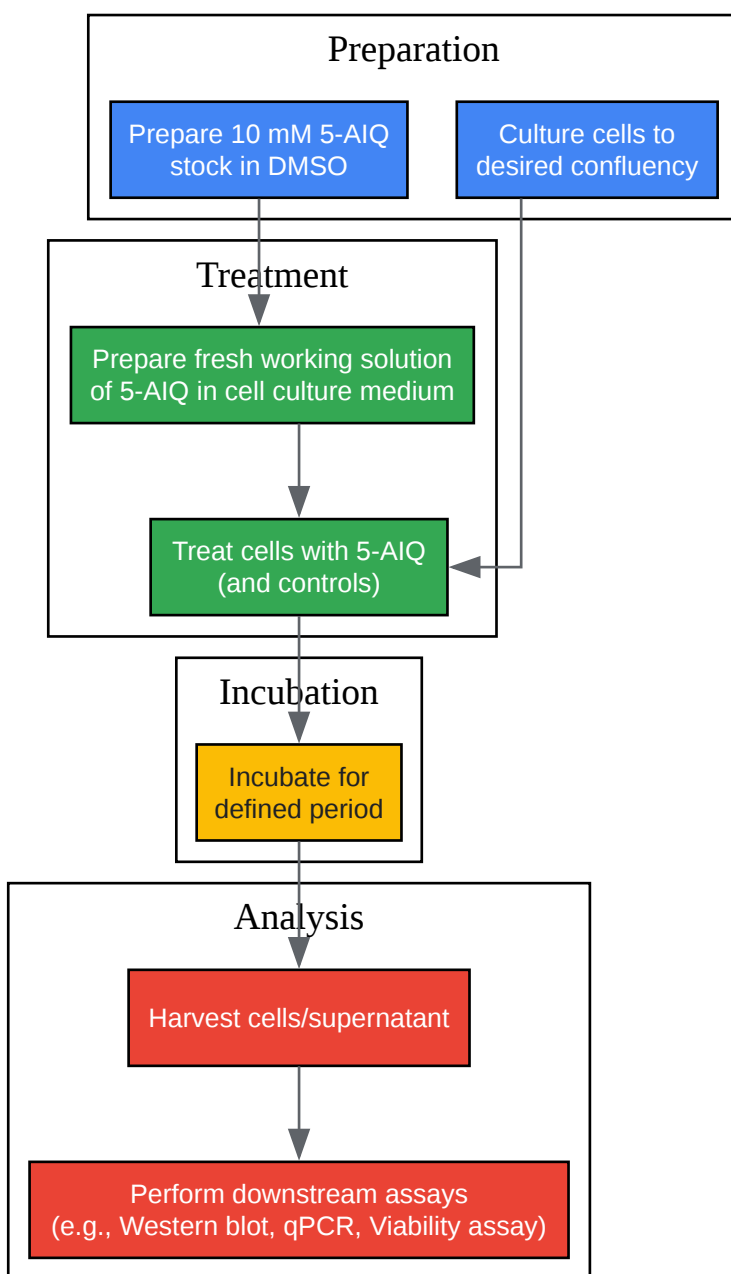 Preparation
Prepare 10 mM 5-AIQ
stock in DMSO
Culture cells to
desired confluency
Treatment
Prepare fresh working solution
of 5-AIQ in cell culture medium
Treat cells with 5-AIQ
(and controls)
Incubation
Incubate for
defined period
Analysis
Harvest cells/supernatant
Perform downstream assays
(e.g., Western blot, qPCR, Viability assay)